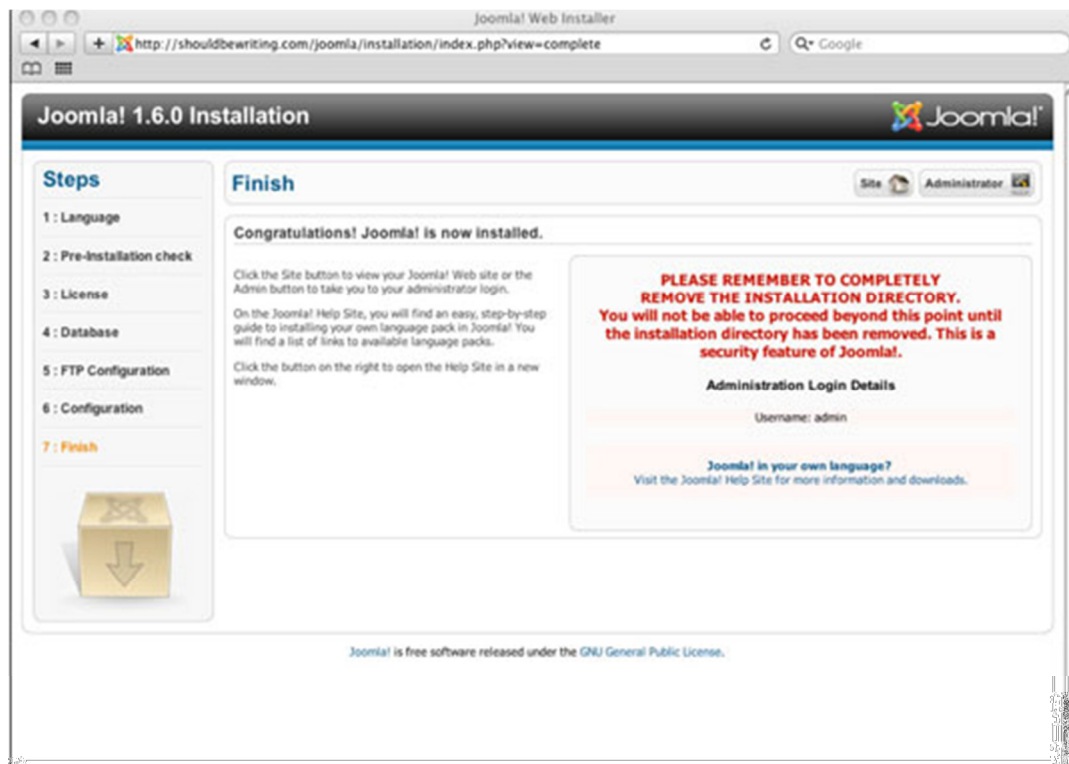 Joomla! Web Installer
http://shouldbewriting.com/joomla/installation/index.php?view=complete
Google
Joomla! 1.6.0 Installation
Joomla!
Steps
1 : Language
2 : Pre-Installation check
3 : License
4 : Database
5 : FTP Configuration
6 : Configuration
7 : Finish
Finish
Site
Administrator
Congratulations! Joomla! is now installed.
Click the Site button to view your Joomla! Web site or the
Admin button to take you to your administrator login.
On the Joomla! Help Site, you will find an easy, step-by-step
guide to installing your own language pack in Joomla! You
will find a list of links to available language packs.
Click the button on the right to open the Help Site in a new
window.
PLEASE REMEMBER TO COMPLETELY
REMOVE THE INSTALLATION DIRECTORY.
You will not be able to proceed beyond this point until
the installation directory has been removed. This is a
security feature of Joomla!.
Administration Login Details
Username: admin
Joomla! in your own language?
Visit the Joomla! Help Site for more information and downloads.
Joomla! is free software released under the GNU General Public License.